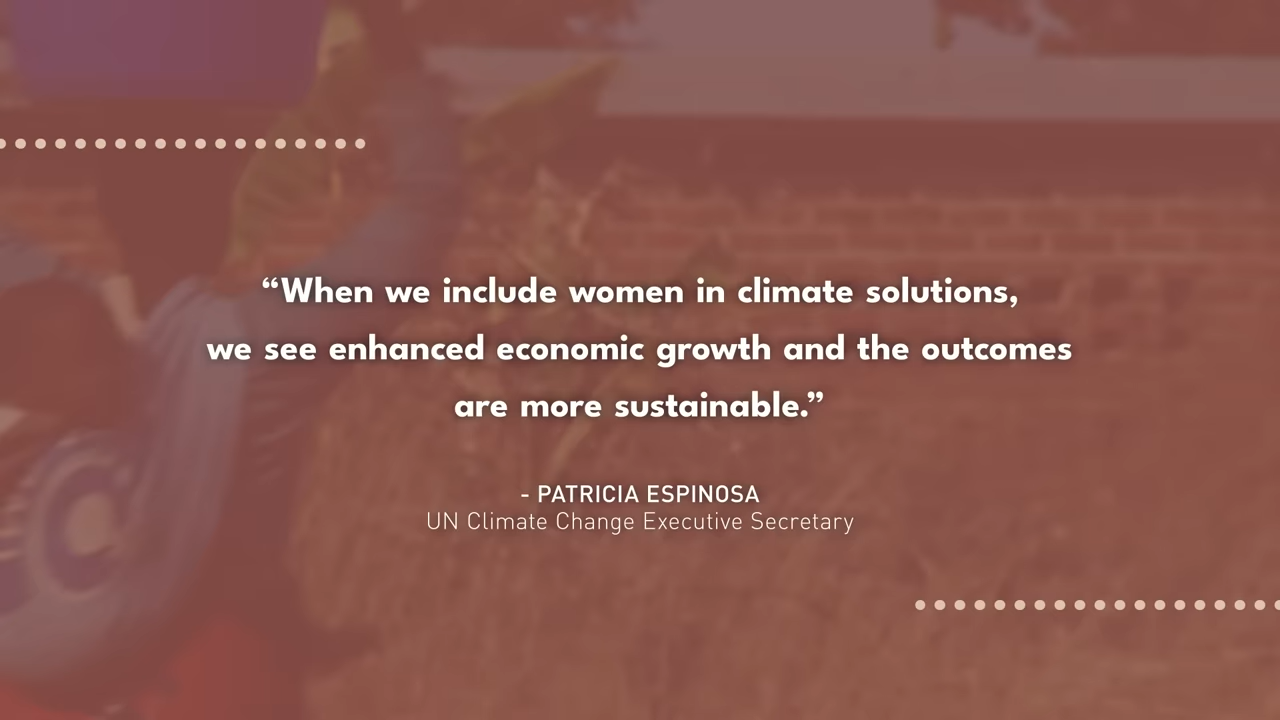 “When we include women in climate solutions,
we see enhanced economic growth and the outcomes
are more sustainable.”
- PATRICIA ESPINOSA
UN Climate Change Executive Secretary